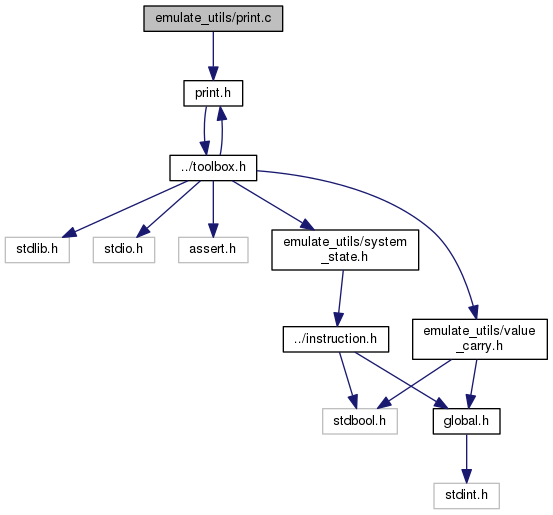 emulate_utils/print.c
print.h
../toolbox.h
stdlib.h
stdio.h
assert.h
emulate_utils/system
_state.h
../instruction.h
emulate_utils/value
_carry.h
stdbool.h
global.h
stdint.h